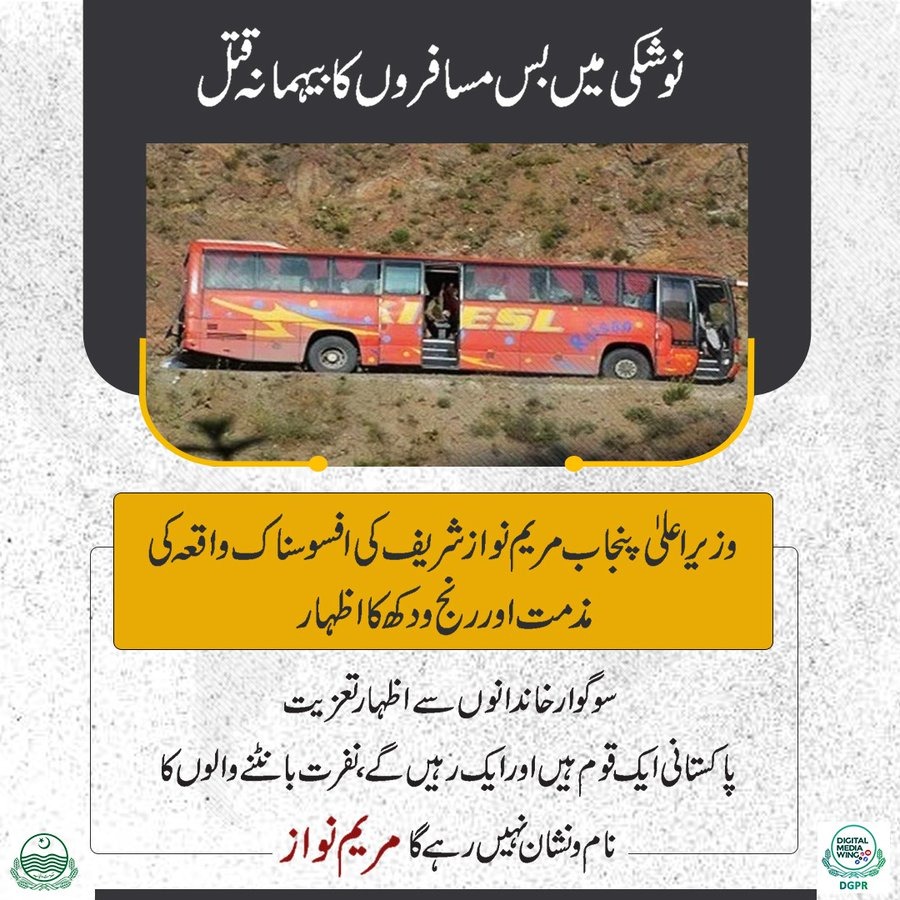 نوشکی میں بس مسافروں کا بیہمانہ قتل
ESL
وزیراعلیٰ پنجاب مریم نواز شریف کی افسوسناک واقعہ کی
مذمت اور رنج و دکھ کا اظہار
سوگوار خاندانوں سے اظہار تعزیت
پاکستانی ایک قوم ہیں اور ایک رہیں گے، نفرت بانٹنے والوں کا
نام و نشان نہیں رہے گا مریم نواز
DIGITAL
MEDIA
WING
DGPR